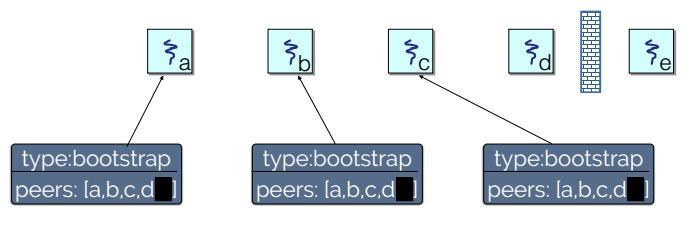 a
b
c
d
e
type:bootstrap
peers: [a,b,c,d ]
type:bootstrap
peers: [a,b,c,d ]
type:bootstrap
peers: [a,b,c,d ]